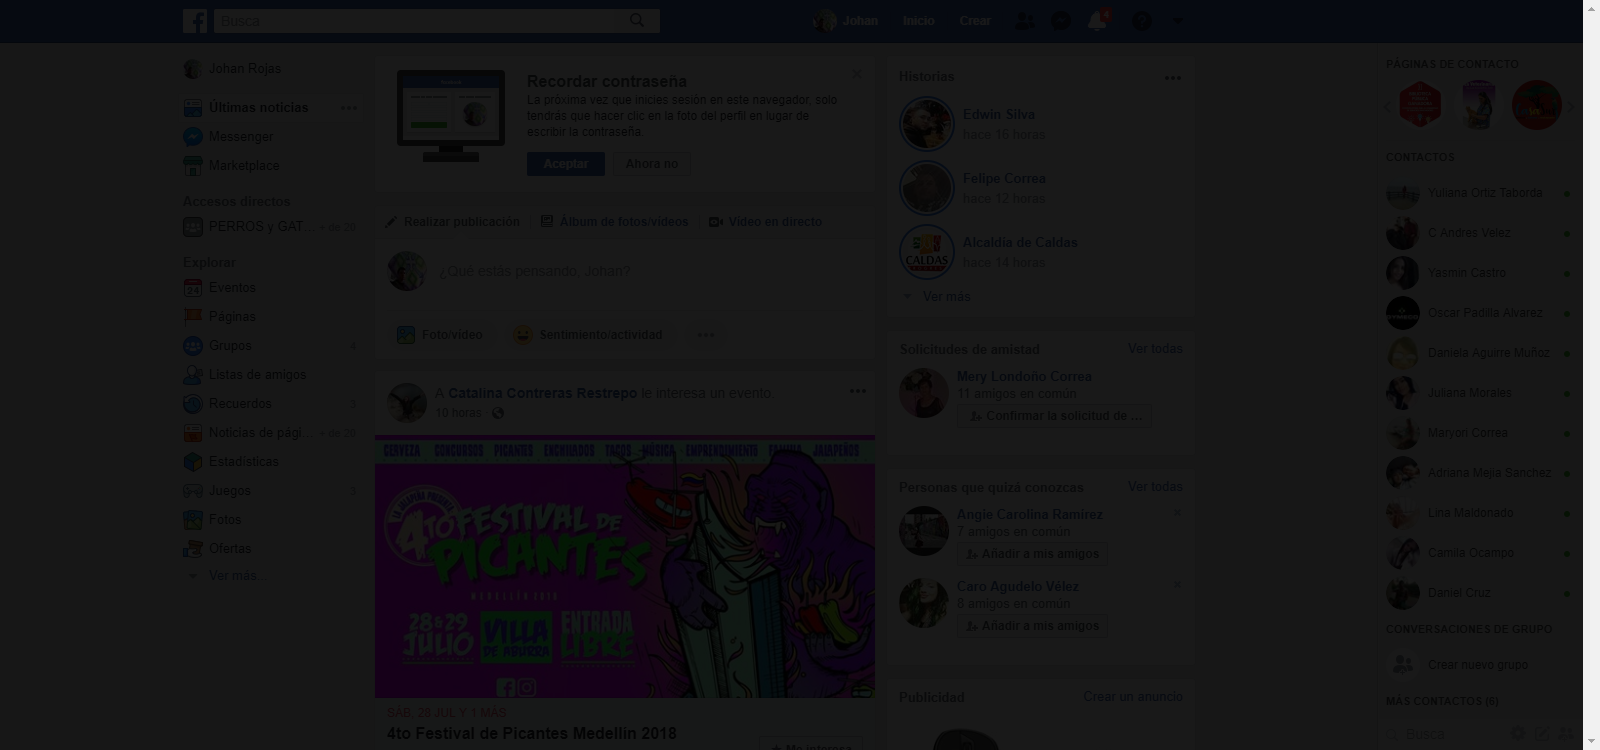 Busca
Johan
Inicio
Crear
4
Johan Rojas
Últimas noticias
Messenger
Marketplace
Accesos directos
PERROS y GAT...
Explorar
Eventos
24
Páginas
Grupos
Listas de amigos
Recuerdos
Noticias de pági...
Estadísticas
Juegos
Fotos
Ofertas
Ver más...
Recordar contraseña
La próxima vez que inicies sesión en este navegador, solo
tendrás que hacer clic en la foto del perfil en lugar de
escribir la contraseña.
Aceptar
Ahora no
Realizar publicación
Álbum de fotos/vídeos
Vídeo en directo
¿Qué estás pensando, Johan?
Foto/vídeo
Sentimiento/actividad
A Catalina Contreras Restrepo le interesa un evento.
10 horas ·
CERVEZA CONCURSOS PICANTES ENCHILADOS TACOS MÚSICA EMPRENDIMIENTO FAMILIA JALAPEÑOS
LA JALAPEÑA PRESENTE
4TO FESTIVAL DE
PICANTES
MEDELLÍN 2018
28&29
JULIO
VILLA
DE ABURRA
ENTRADA
LIBRE
SÁB, 28 JUL Y 1 MÁS
4to Festival de Picantes Medellín 2018
Me interesa
Historias
Edwin Silva
hace 16 horas
Felipe Correa
hace 12 horas
Alcaldía de Caldas
hace 14 horas
CALDAS
Ver más
Solicitudes de amistad
Ver todas
Mery Londoño Correa
11 amigos en común
Confirmar la solicitud de ...
Personas que quizá conozcas
Ver todas
Angie Carolina Ramírez
7 amigos en común
Añadir a mis amigos
Caro Agudelo Vélez
8 amigos en común
Añadir a mis amigos
Publicidad
Crear un anuncio
PÁGINAS DE CONTACTO
CONTACTOS
Yuliana Ortiz Taborda
C Andres Velez
Yasmin Castro
Oscar Padilla Alvarez
Daniela Aguirre Muñoz
Juliana Morales
Maryori Correa
Adriana Mejia Sanchez
Lina Maldonado
Camila Ocampo
Daniel Cruz
CONVERSACIONES DE GRUPO
Crear nuevo grupo
MÁS CONTACTOS (6)
Busca